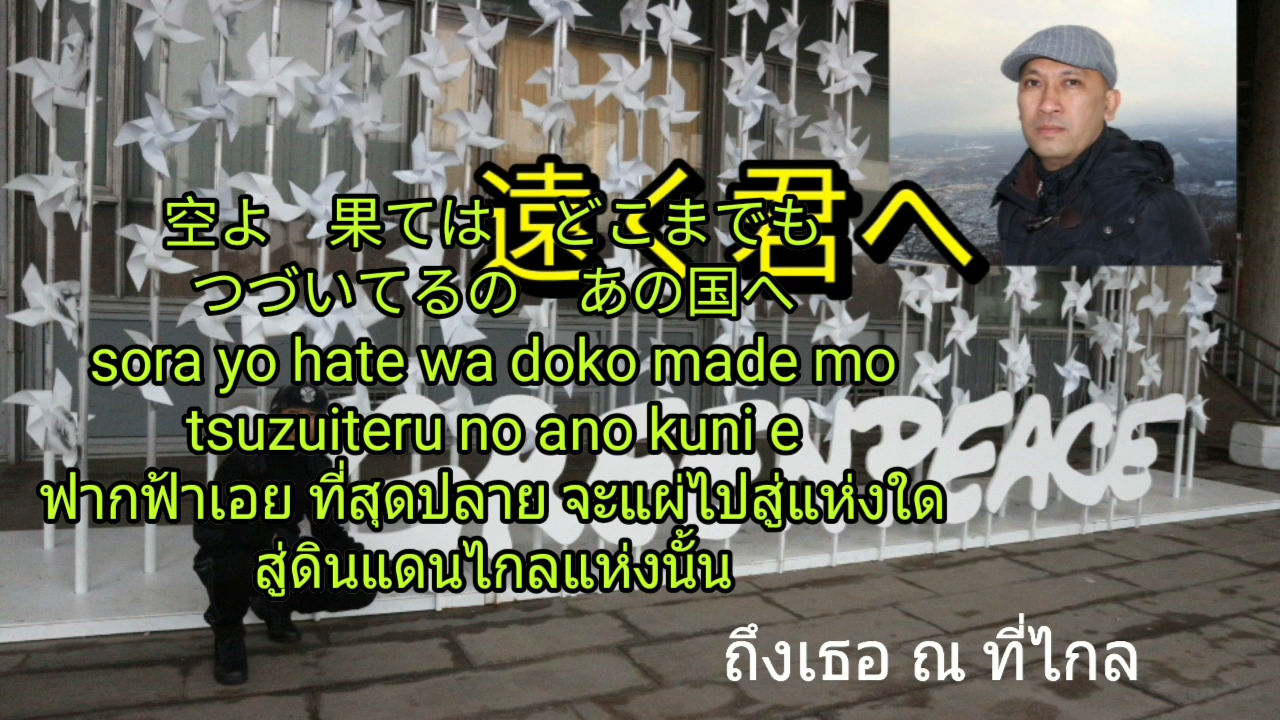 遠く君へ
空よ　果ては　どこまでも
つづいてるの　あの国へ
sora yo hate wa doko made mo
tsuzuiteru no ano kuni e
ฟากฟ้าเอย ที่สุดปลาย จะแผ่ไปสู่แห่งใด
สู่ดินแดนไกลแห่งนั้น
GREENPEACE
ถึงเธอ ณ ที่ไกล